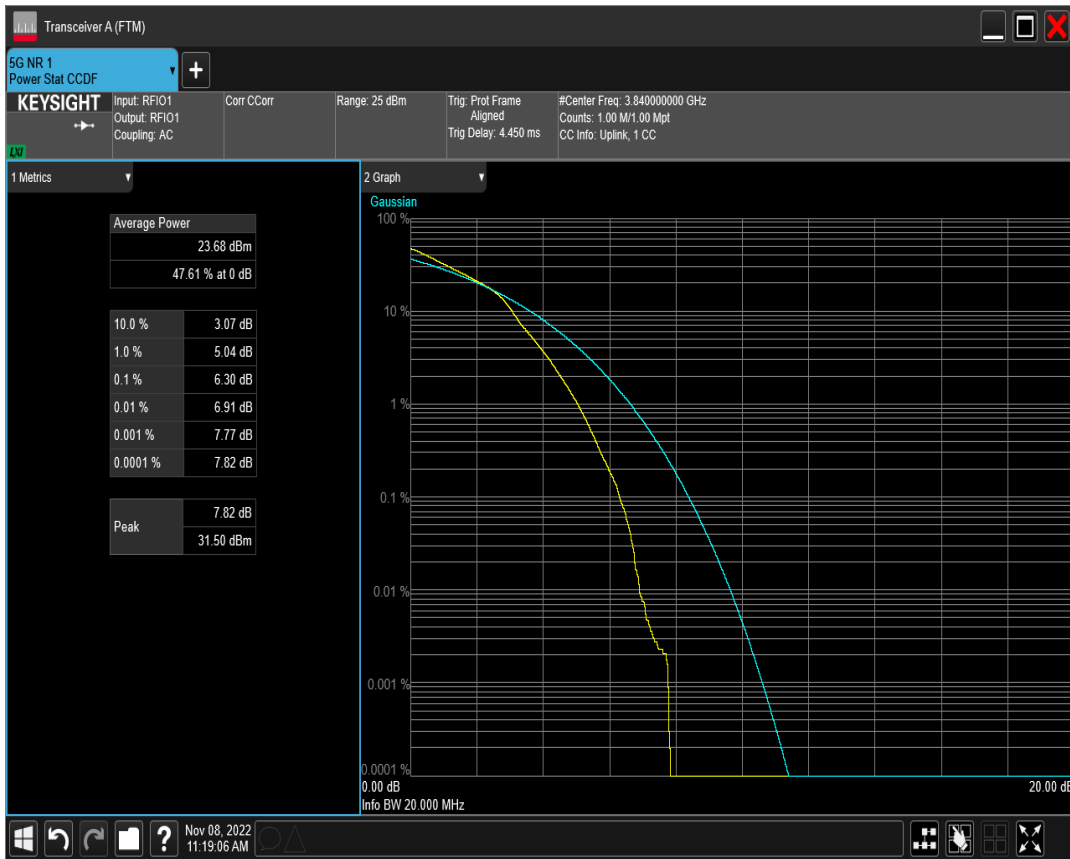 Transceiver A (FTM)
5G NR 1
Power Stat CCDF
+
KEYSIGHT
LXI
Input: RFIO1
Output: RFIO1
Coupling: AC
Corr CCorr
Range: 25 dBm
Trig: Prot Frame
Aligned
Trig Delay: 4.450 ms
#Center Freq: 3.840000000 GHz
Counts: 1.00 M/1.00 Mpt
CC Info: Uplink, 1 CC
1 Metrics
Average Power
23.68 dBm
47.61 % at 0 dB
10.0 % 3.07 dB
1.0 % 5.04 dB
0.1 % 6.30 dB
0.01 % 6.91 dB
0.001 % 7.77 dB
0.0001 % 7.82 dB
Peak
7.82 dB
31.50 dBm
2 Graph
Gaussian
100 %
10 %
1 %
0.1 %
0.01 %
0.001 %
0.0001 %
0.00 dB 20.00 dB
Info BW 20.000 MHz
?
Nov 08, 2022
11:19:06 AM